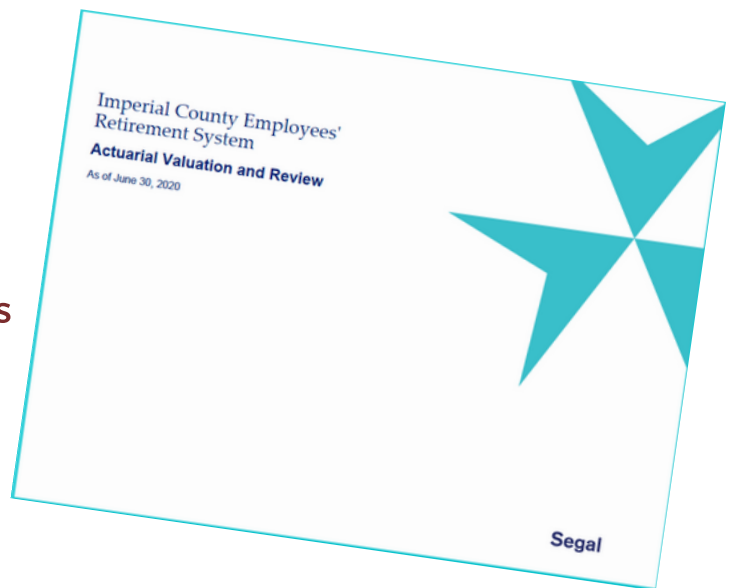 Imperial County Employees'
Retirement System
Actuarial Valuation and Review
As of June 30, 2020
s
Segal